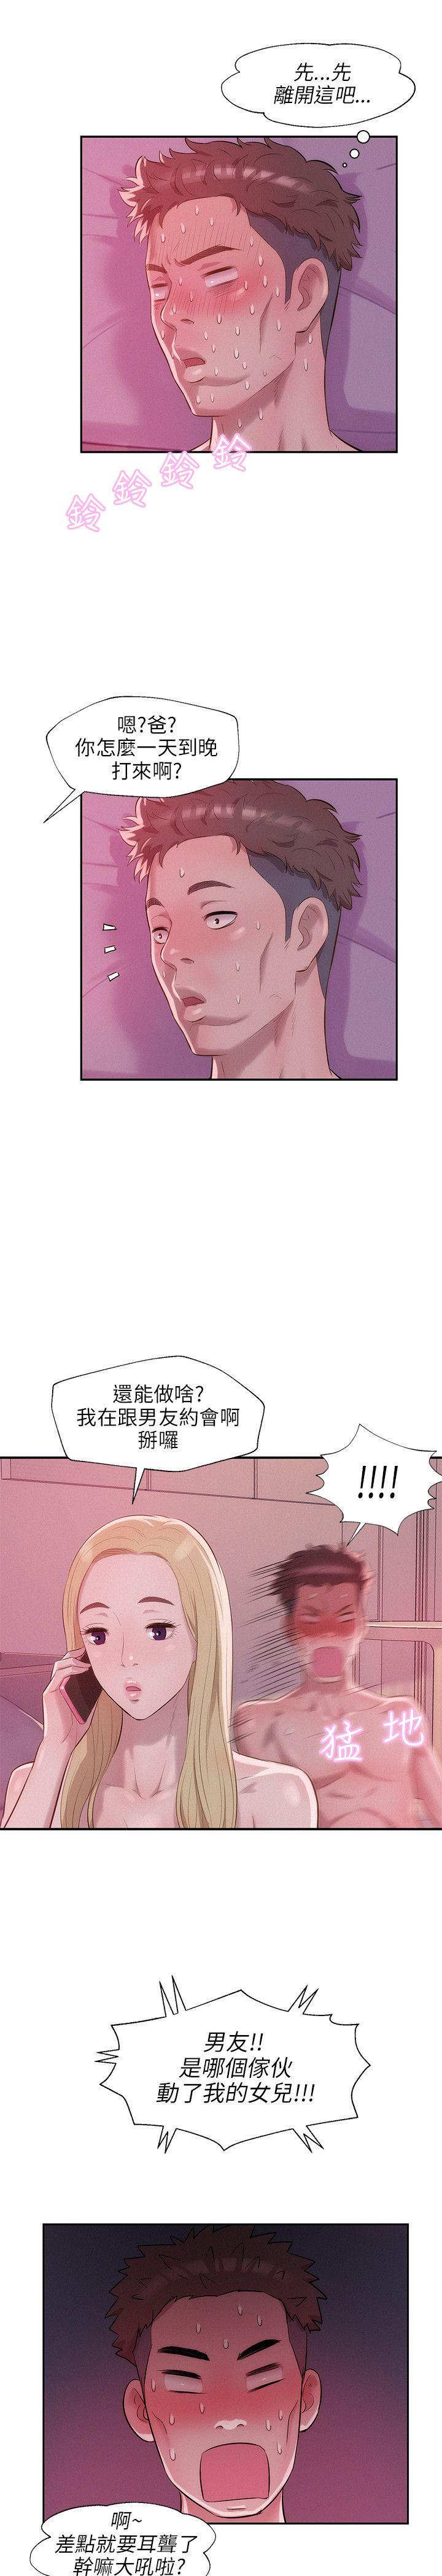 先...先
離開這吧...
鈴鈴鈴鈴
嗯?爸?
你怎麼一天到晚
打來啊?
還能做啥?
我在跟男友約會啊
掰囉
!!!!
猛地
男友!!
是哪個傢伙
動了我的女兒!!!
啊~
差點就要耳聾了
幹嘛大吼啦?